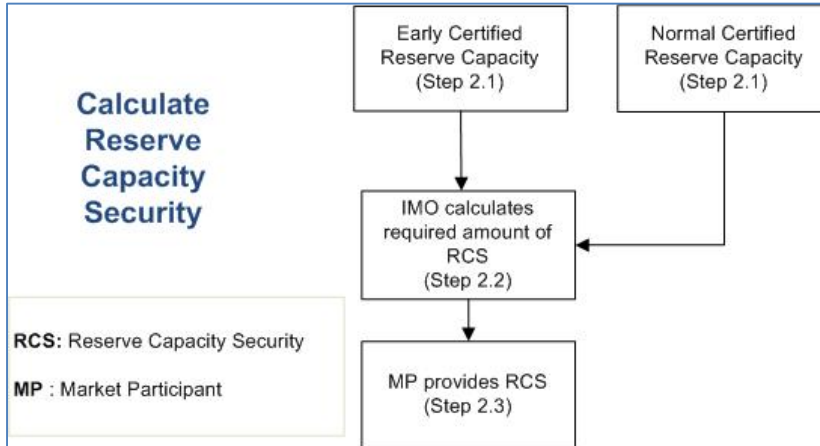 Calculate
Reserve
Capacity
Security
Early Certified
Reserve Capacity
(Step 2.1)
Normal Certified
Reserve Capacity
(Step 2.1)
IMO calculates
required amount of
RCS
(Step 2.2)
RCS: Reserve Capacity Security
MP : Market Participant
MP provides RCS
(Step 2.3)